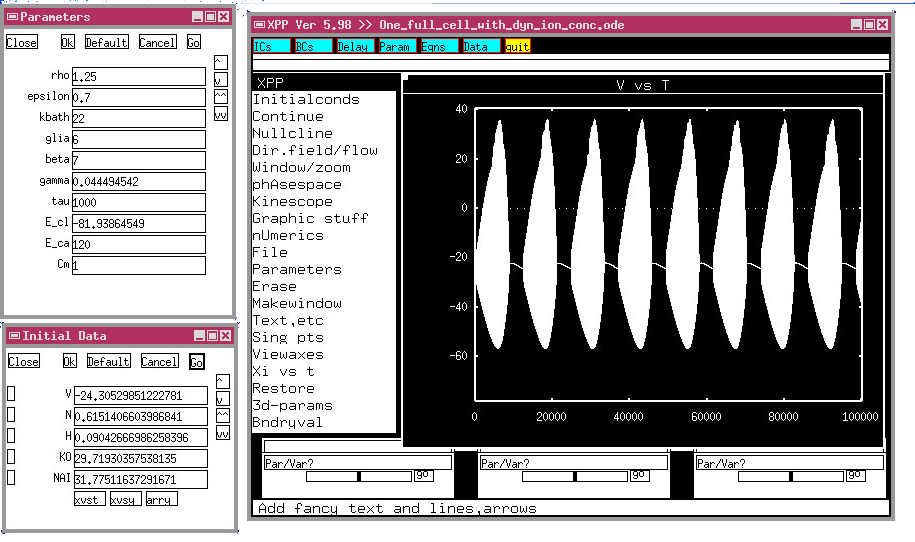 Parameters
Close Ok Default Cancel Go
rho 1.25
epsilon 0.7
kbath 22
glia 6
beta 7
gamma 0.044494542
tau 1000
E_cl -81.93864549
E_ca 120
Cm 1
^
v
^^
vv
Initial Data
Close Ok Default Cancel Go
V -24.30529851222781
N 0.6151406603986841
H 0.09042666986258396
KO 29.71930357538135
NAI 31.77511637291671
xvst xvsy arry
^
v
^^
vv
XPP Ver 5.98 >> One_full_cell_with_dyn_ion_conc.ode
ICs BCs Delay Param Eqns Data quit
XPP
Initialconds
Continue
Nullcline
Dir.field/flow
Window/zoom
phAsespace
Kinescope
Graphic stuff
nUmerics
File
Parameters
Erase
Makewindow
Text,etc
Sing pts
Viewaxes
Xi vs t
Restore
3d-params
Bndryval
V vs T
40
20
0
-20
-40
-60
0 20000 40000 60000 80000 100000
Par/Var? Par/Var? Par/Var?
go go go
Add fancy text and lines,arrows